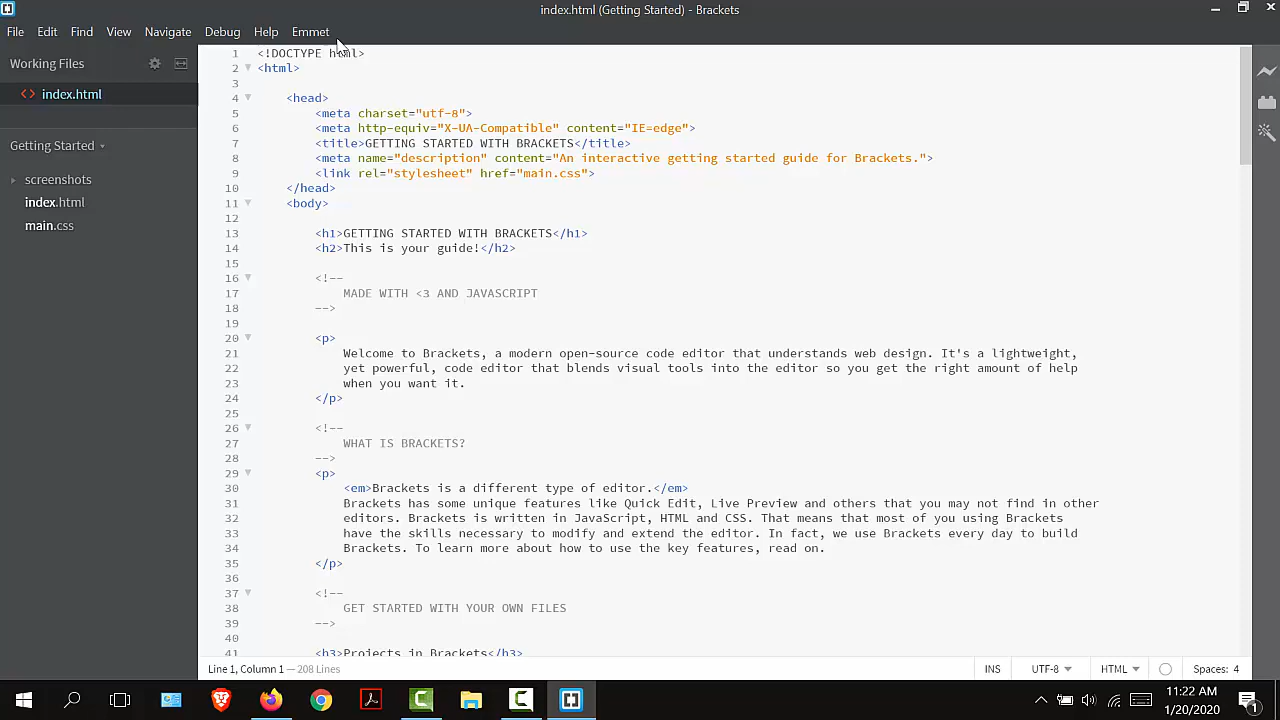 index.html (Getting Started) - Brackets
File Edit Find View Navigate Debug Help Emmet
Working Files
<> index.html
Getting Started
screenshots
index.html
main.css
1 <!DOCTYPE html>
2 <html>
3
4 <head>
5 <meta charset="utf-8">
6 <meta http-equiv="X-UA-Compatible" content="IE=edge">
7 <title>GETTING STARTED WITH BRACKETS</title>
8 <meta name="description" content="An interactive getting started guide for Brackets.">
9 <link rel="stylesheet" href="main.css">
10 </head>
11 <body>
12
13 <h1>GETTING STARTED WITH BRACKETS</h1>
14 <h2>This is your guide!</h2>
15
16 <!--
17 MADE WITH <3 AND JAVASCRIPT
18 -->
19
20 <p>
21 Welcome to Brackets, a modern open-source code editor that understands web design. It's a lightweight,
22 yet powerful, code editor that blends visual tools into the editor so you get the right amount of help
23 when you want it.
24 </p>
25
26 <!--
27 WHAT IS BRACKETS?
28 -->
29 <p>
30 <em>Brackets is a different type of editor.</em>
31 Brackets has some unique features like Quick Edit, Live Preview and others that you may not find in other
32 editors. Brackets is written in JavaScript, HTML and CSS. That means that most of you using Brackets
33 have the skills necessary to modify and extend the editor. In fact, we use Brackets every day to build
34 Brackets. To learn more about how to use the key features, read on.
35 </p>
36
37 <!--
38 GET STARTED WITH YOUR OWN FILES
39 -->
40
41 <h3>Projects in Brackets</h3>
Line 1, Column 1 — 208 Lines
INS UTF-8 HTML Spaces: 4
11:22 AM
1/20/2020
1